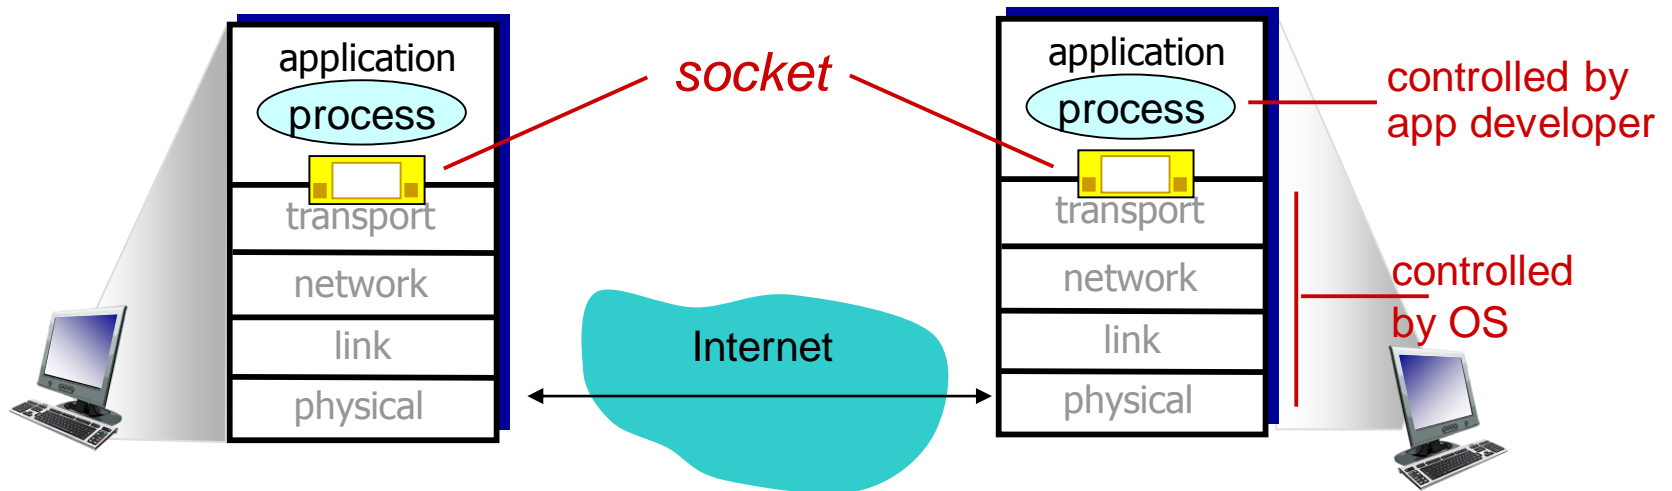 application
process
transport
network
link
physical
socket
Internet
application
process
transport
network
link
physical
controlled by
app developer
controlled
by OS